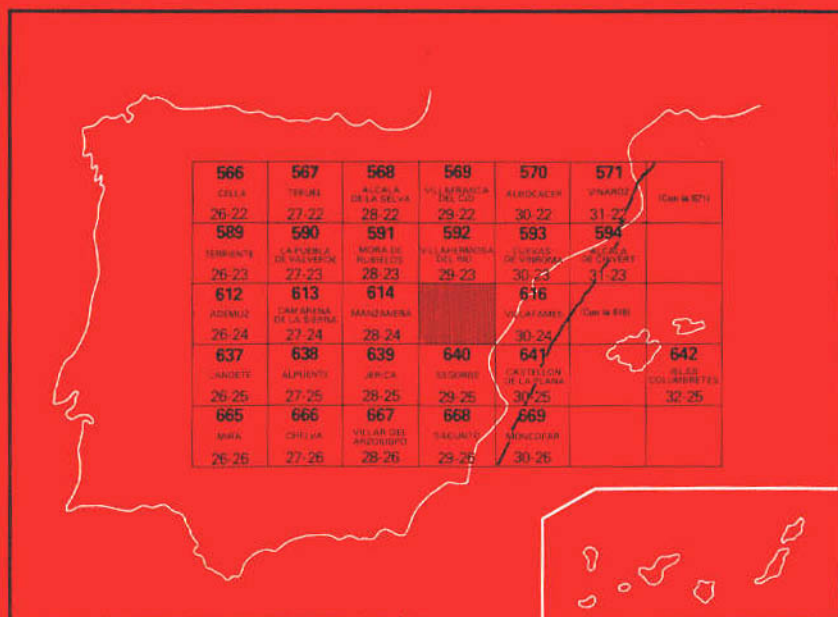 566 567 568 569 570 571
CELLA TERUEL ALCALA DE LA SELVA VILLAFRANCA DEL CID ALBOCACER VINAROZ (Con la 571)
26-22 27-22 28-22 29-22 30-22 31-22
589 590 591 592 593 594
TERRIENTE LA PUEBLA DE VALVERDE MORA DE RUBIELOS VILLAHERMOSA DEL RIO CUEVAS DE VINROMA ALCALA DE CHIVERT
26-23 27-23 28-23 29-23 30-23 31-23
612 613 614 616
ADEMUZ CAMARENA DE LA SIERRA MANZANERA VILLAFAMES (Con la 616)
26-24 27-24 28-24 30-24
637 638 639 640 641 642
LANDETE ALPUENTE JERICA SEGORBE CASTELLON DE LA PLANA ISLAS COLUMBRETES
26-25 27-25 28-25 29-25 30-25 32-25
665 666 667 668 669
MIRA CHELVA VILLAR DEL ARZOBISPO SAGUNTO MONCOFAR
26-26 27-26 28-26 29-26 30-26